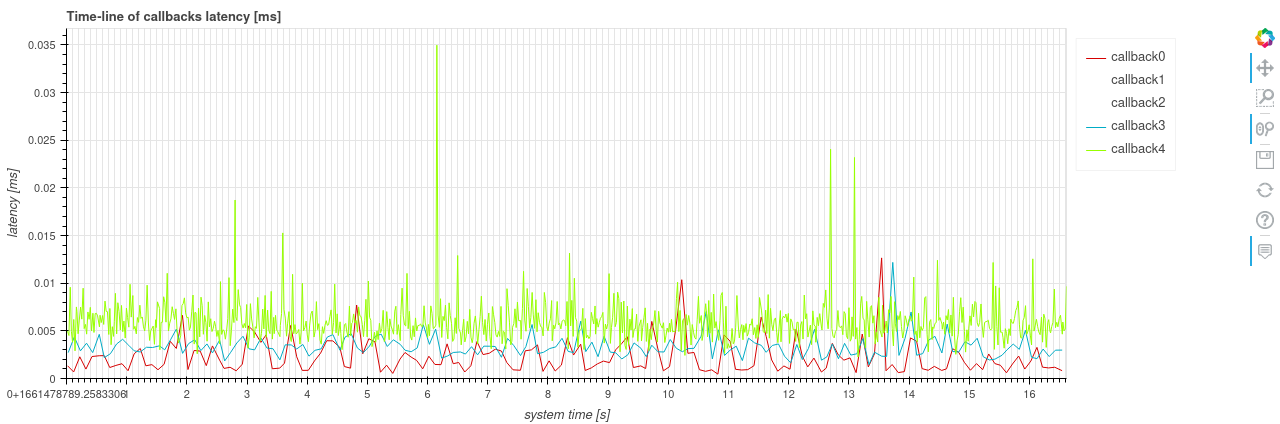 Time-line of callbacks latency [ms]
0.035
0.03
0.025
0.02
0.015
0.01
0.005
0
latency [ms]
callback0
callback1
callback2
callback3
callback4
0+1661478789.2583306 2 3 4 5 6 7 8 9 10 11 12 13 14 15 16
system time [s]